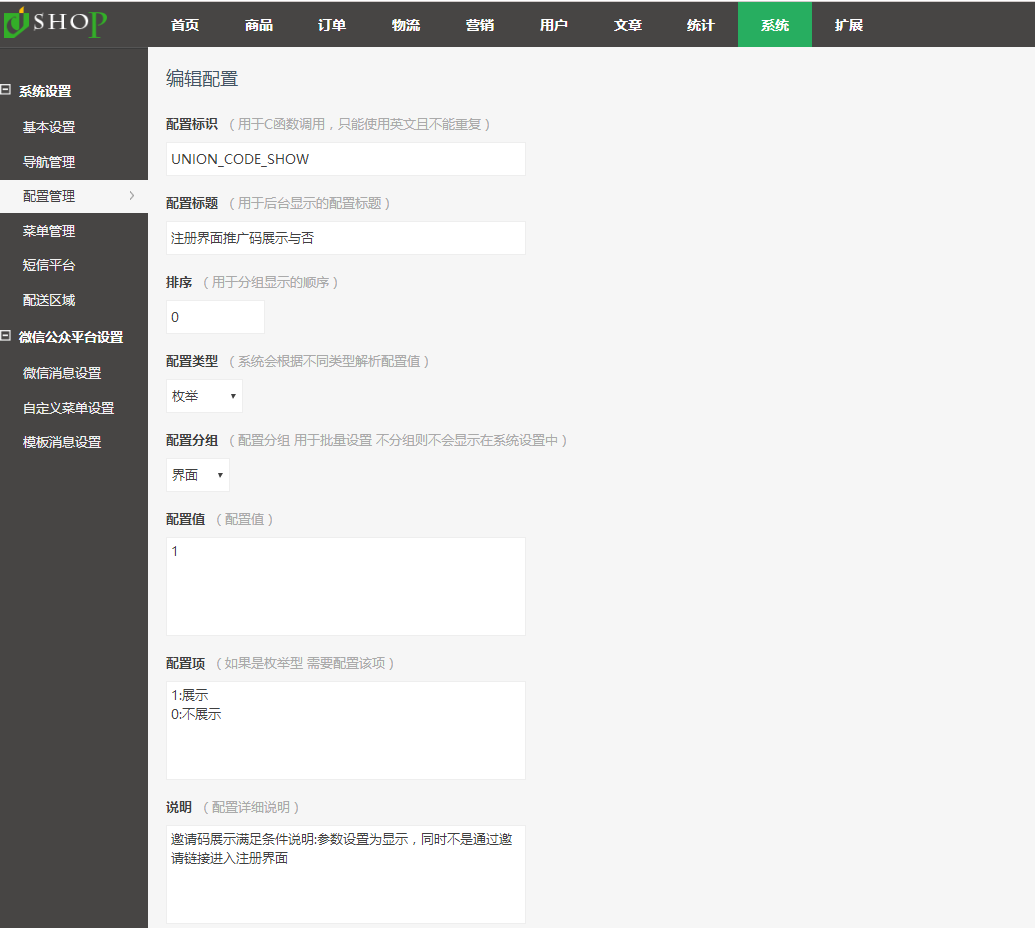 SHOP
首页 商品 订单 物流 营销 用户 文章 统计 系统 扩展
系统设置
基本设置
导航管理
配置管理
菜单管理
短信平台
配送区域
微信公众平台设置
微信消息设置
自定义菜单设置
模板消息设置
编辑配置
配置标识 （用于C函数调用，只能使用英文且不能重复）
UNION_CODE_SHOW
配置标题 （用于后台显示的配置标题）
注册界面推广码展示与否
排序 （用于分组显示的顺序）
0
配置类型 （系统会根据不同类型解析配置值）
枚举
配置分组 （配置分组 用于批量设置 不分组则不会显示在系统设置中）
界面
配置值 （配置值）
1
配置项 （如果是枚举型 需要配置该项）
1:展示
0:不展示
说明 （配置详细说明）
邀请码展示满足条件说明:参数设置为显示，同时不是通过邀
请链接进入注册界面